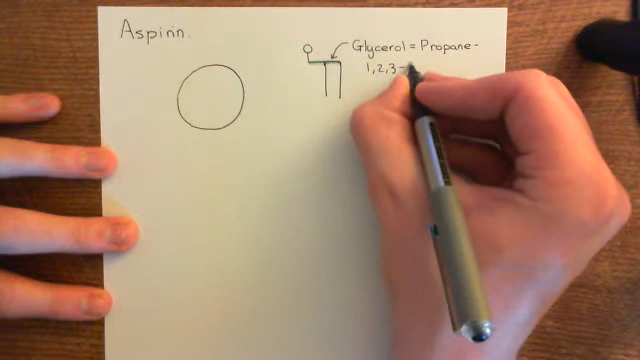 Aspirin.
Glycerol = Propane-
1,2,3-